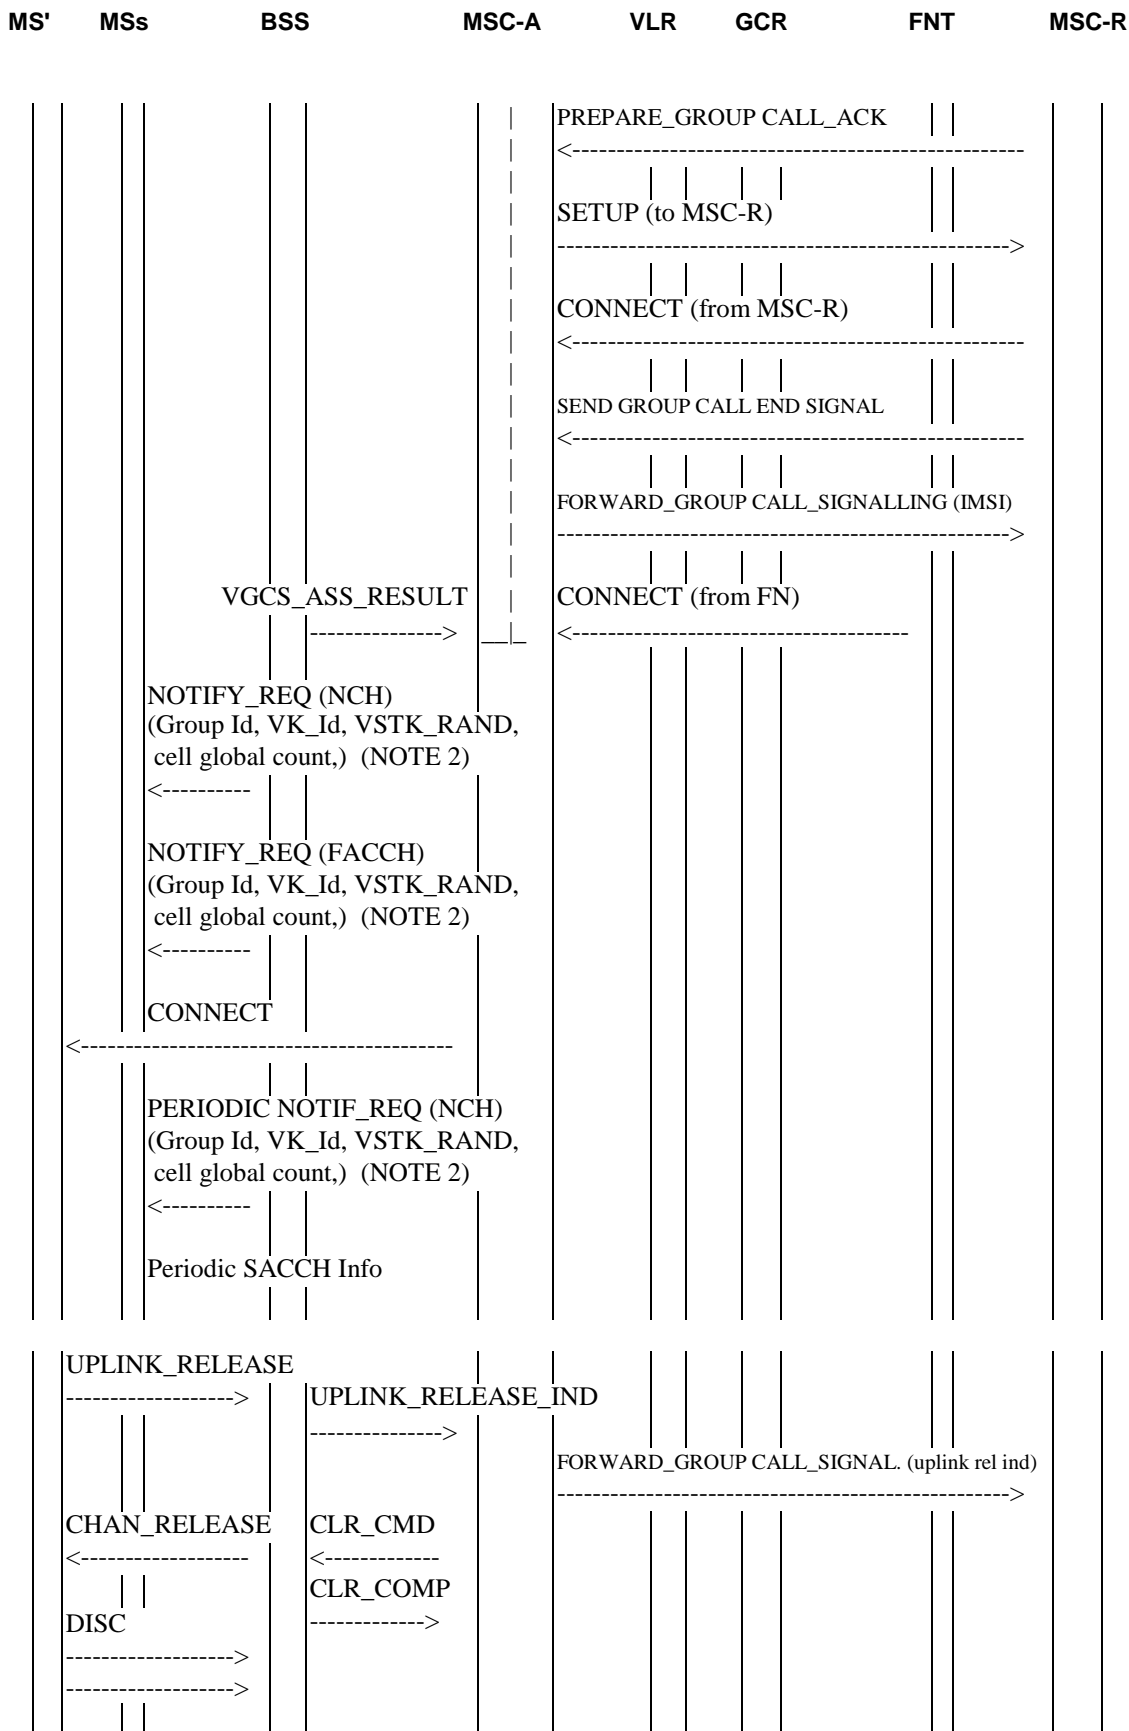 MS' MSs BSS MSC-A VLR GCR FNT MSC-R
PREPARE_GROUP CALL_ACK
<---------------------------------------------------
SETUP (to MSC-R)
--------------------------------------------------->
CONNECT (from MSC-R)
<---------------------------------------------------
SEND GROUP CALL END SIGNAL
<---------------------------------------------------
FORWARD_GROUP CALL_SIGNALLING (IMSI)
--------------------------------------------------->
VGCS_ASS_RESULT CONNECT (from FN)
---------------> __|_ <--------------------------------------
NOTIFY_REQ (NCH)
(Group Id, VK_Id, VSTK_RAND,
cell global count,) (NOTE 2)
<----------
NOTIFY_REQ (FACCH)
(Group Id, VK_Id, VSTK_RAND,
cell global count,) (NOTE 2)
<----------
CONNECT
<------------------------------------------
PERIODIC NOTIF_REQ (NCH)
(Group Id, VK_Id, VSTK_RAND,
cell global count,) (NOTE 2)
<----------
Periodic SACCH Info
UPLINK_RELEASE
-------------------> UPLINK_RELEASE_IND
--------------->
FORWARD_GROUP CALL_SIGNAL. (uplink rel ind)
--------------------------------------------------->
CHAN_RELEASE CLR_CMD
<------------------- <-------------
CLR_COMP
DISC ------------->
------------------->
------------------->